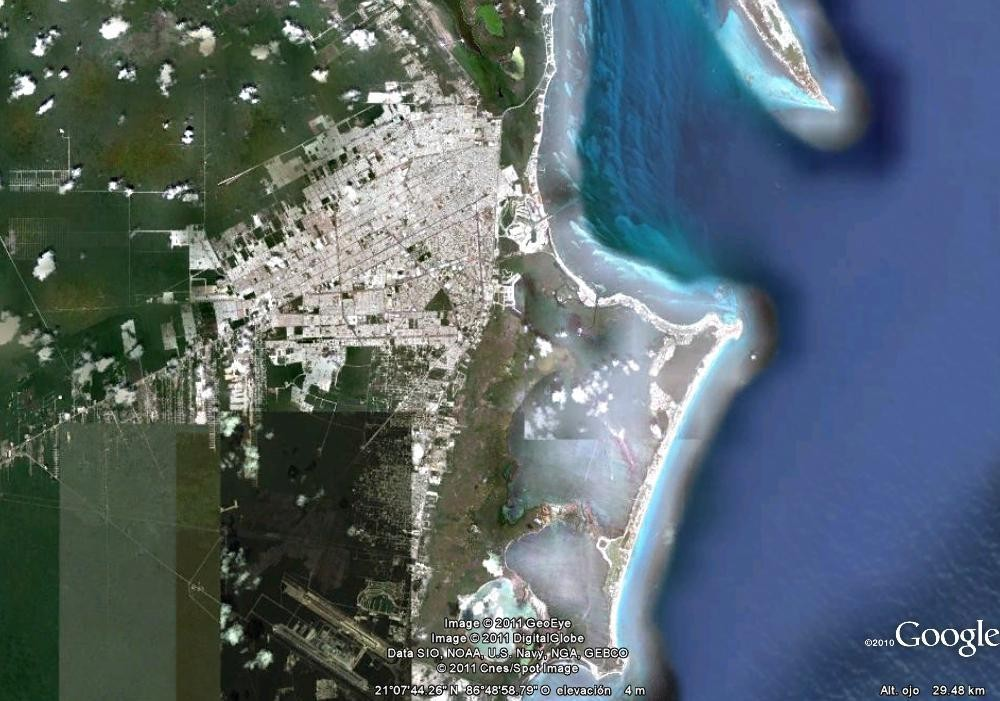 Image © 2011 GeoEye
Image © 2011 DigitalGlobe
Data SIO, NOAA, U.S. Navy, NGA, GEBCO
© 2011 Cnes/Spot Image
21°07'44.26" N 86°48'58.79" O elevación 4 m
©2010 Google
Alt. ojo 29.48 km